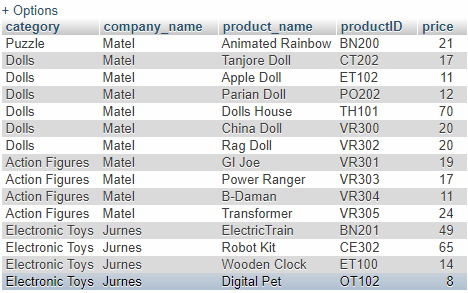 + Options
category company_name product_name productID price
Puzzle Matel Animated Rainbow BN200 21
Dolls Matel Tanjore Doll CT202 17
Dolls Matel Apple Doll ET102 11
Dolls Matel Parian Doll PO202 12
Dolls Matel Dolls House TH101 70
Dolls Matel China Doll VR300 20
Dolls Matel Rag Doll VR302 20
Action Figures Matel GI Joe VR301 19
Action Figures Matel Power Ranger VR303 17
Action Figures Matel B-Daman VR304 11
Action Figures Matel Transformer VR305 24
Electronic Toys Jurnes ElectricTrain BN201 49
Electronic Toys Jurnes Robot Kit CE302 65
Electronic Toys Jurnes Wooden Clock ET100 14
Electronic Toys Jurnes Digital Pet OT102 8